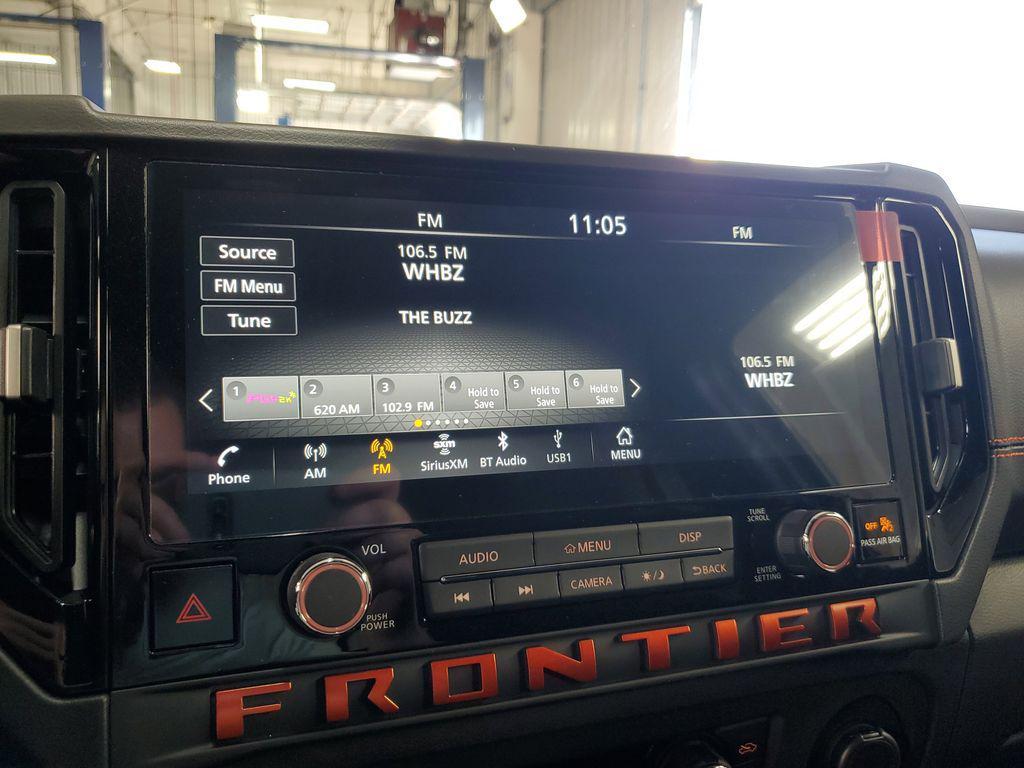 FM 11:05 FM
Source
106.5 FM
WHBZ
FM Menu
Tune
THE BUZZ
106.5 FM
WHBZ
1
2 620 AM
3 102.9 FM
4 Hold to Save
5 Hold to Save
6 Hold to Save
Phone
AM
FM
sxm
SiriusXM
BT Audio
USB1
MENU
VOL
PUSH
POWER
AUDIO
MENU
DISP
CAMERA
BACK
TUNE
SCROLL
ENTER
SETTING
OFF
PASS AIR BAG
FRONTIER